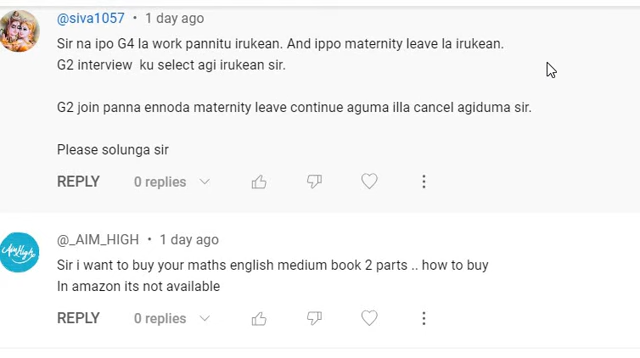 @siva1057 • 1 day ago
Sir na ipo G4 la work pannitu irukean. And ippo maternity leave la irukean.
G2 interview ku select agi irukean sir.
G2 join panna ennoda maternity leave continue aguma illa cancel agiduma sir.
Please solunga sir
REPLY 0 replies
Aim High
@_AIM_HIGH • 1 day ago
Sir i want to buy your maths english medium book 2 parts .. how to buy
In amazon its not available
REPLY 0 replies